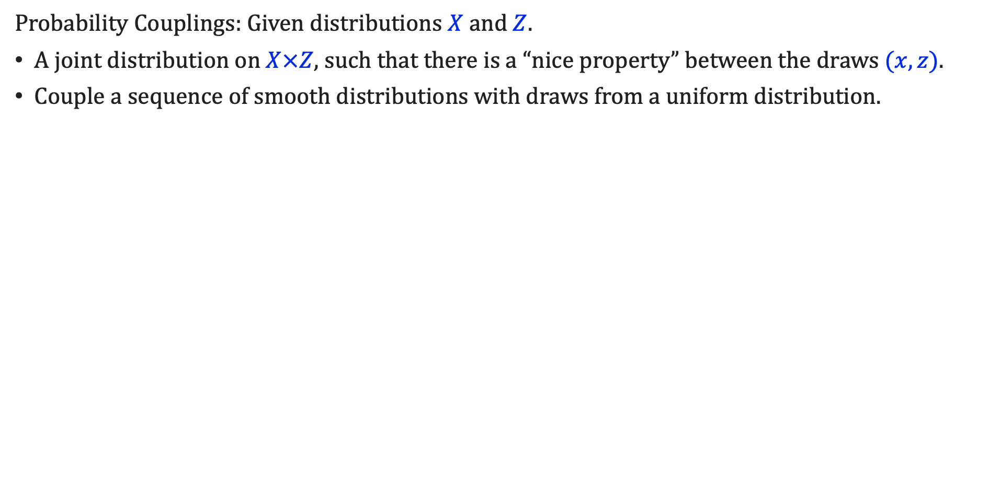 Probability Couplings: Given distributions X and Z.
• A joint distribution on X×Z, such that there is a “nice property” between the draws (x, z).
• Couple a sequence of smooth distributions with draws from a uniform distribution.